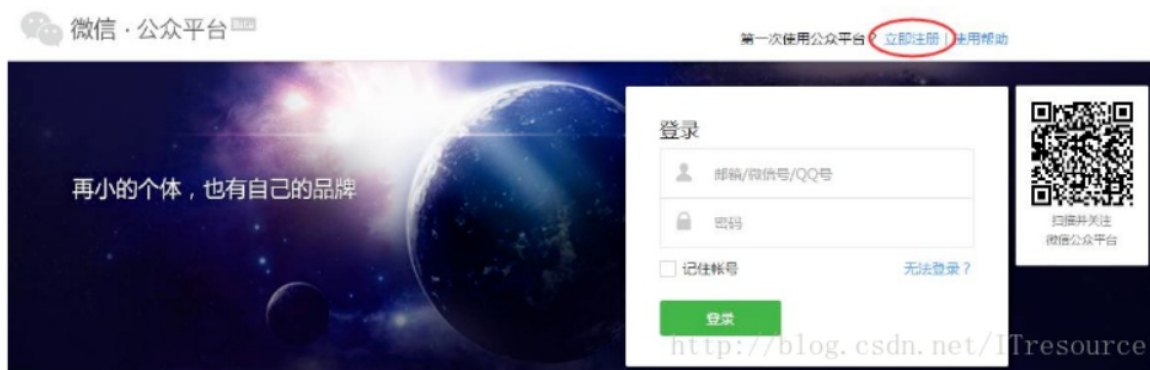 微信·公众平台 Beta
第一次使用公众平台？ 立即注册 | 使用帮助
再小的个体，也有自己的品牌
登录
邮箱/微信号/QQ号
密码
记住帐号 无法登录？
登录
扫描并关注
微信公众平台
http://blog.csdn.net/ITresource